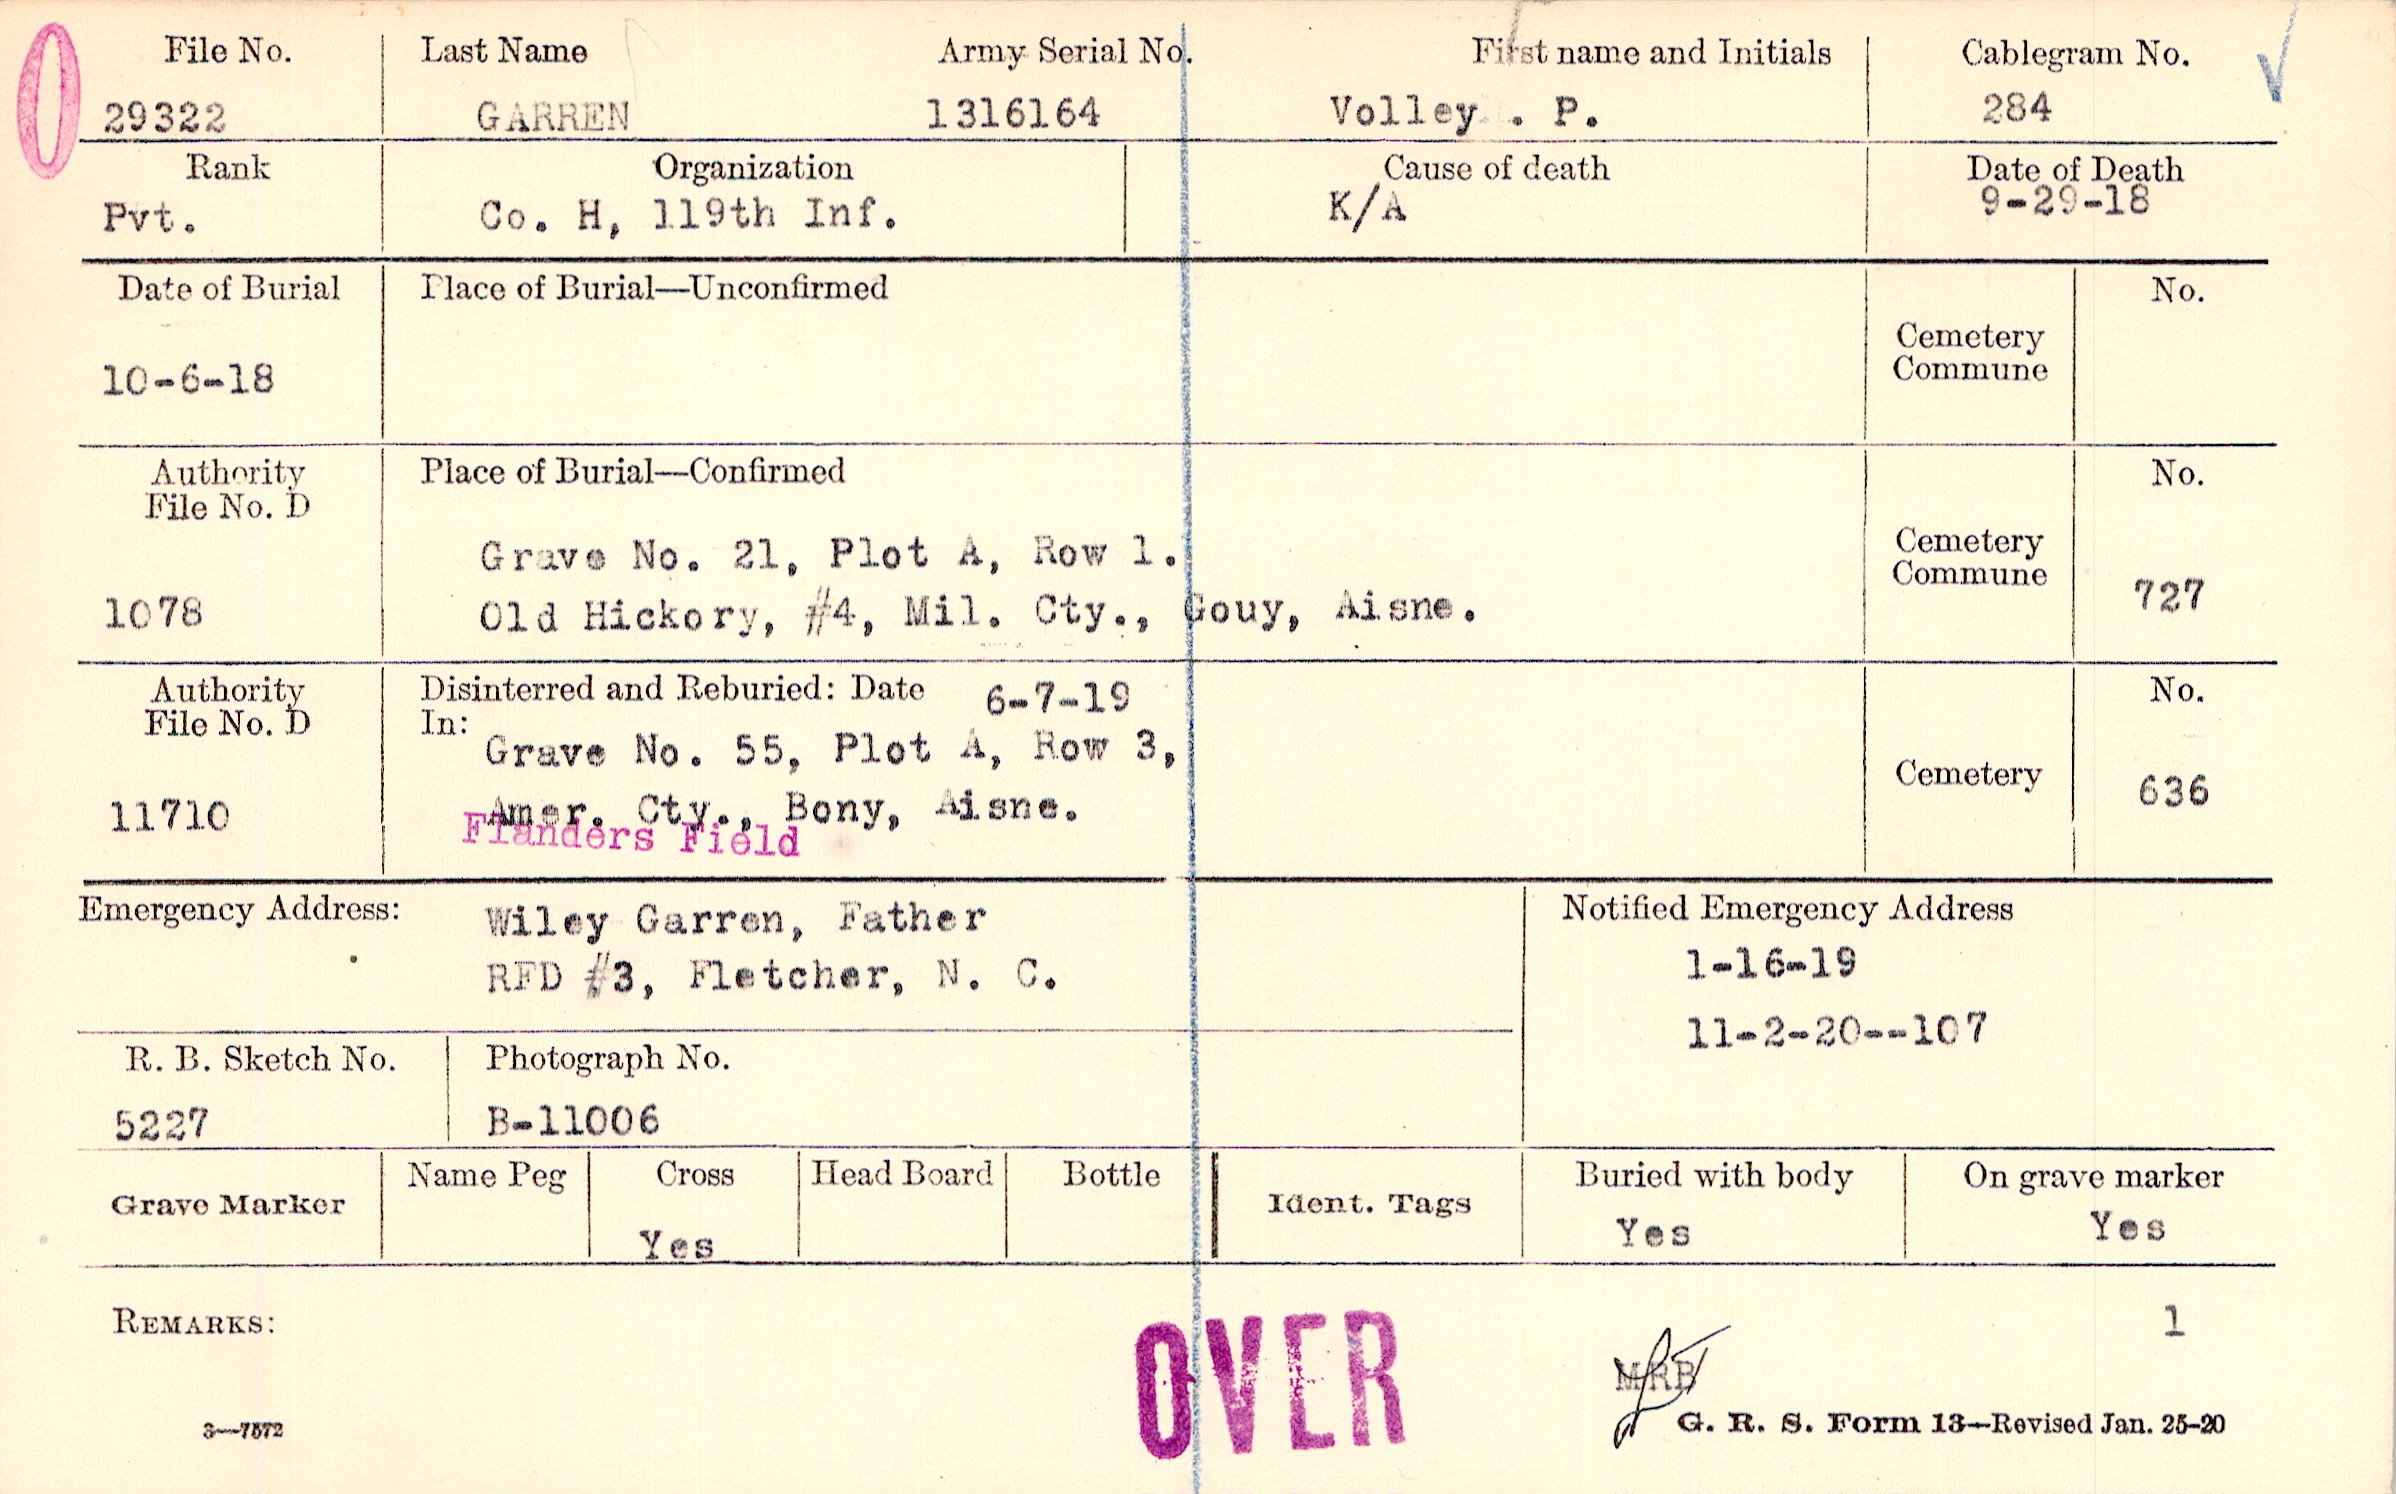 File No. Last Name Army Serial No. First name and Initials Cablegram No.
29322 GARREN 1316164 Volley . P. 284
Rank Organization Cause of death Date of Death
Pvt. Co. H, 119th Inf. K/A 9-29-18
Date of Burial Place of Burial—Unconfirmed No.
Cemetery
Commune
10-6-18
Authority Place of Burial—Confirmed No.
File No. D
Grave No. 21, Plot A, Row 1. Cemetery
Commune
1078 Old Hickory, #4, Mil. Cty., Gouy, Aisne. 727
Authority Disinterred and Reburied: Date 6-7-19 No.
File No. D In:
Grave No. 55, Plot A, Row 3,
Cemetery 636
11710 Amer. Cty., Bony, Aisne.
Flanders Field
Emergency Address: Wiley Garren, Father Notified Emergency Address
RFD #3, Fletcher, N. C. 1-16-19
11-2-20--107
R. B. Sketch No. Photograph No.
5227 B-11006
Grave Marker Name Peg Cross Head Board Bottle Ident. Tags Buried with body On grave marker
Yes Yes Yes
REMARKS: 1
OVER
MRB
3—7572 G. R. S. Form 13—Revised Jan. 25-20